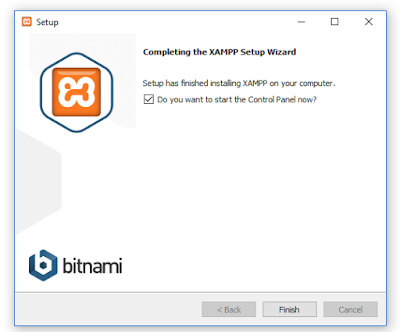 Setup
Completing the XAMPP Setup Wizard
Setup has finished installing XAMPP on your computer.
Do you want to start the Control Panel now?
bitnami
< Back
Finish
Cancel